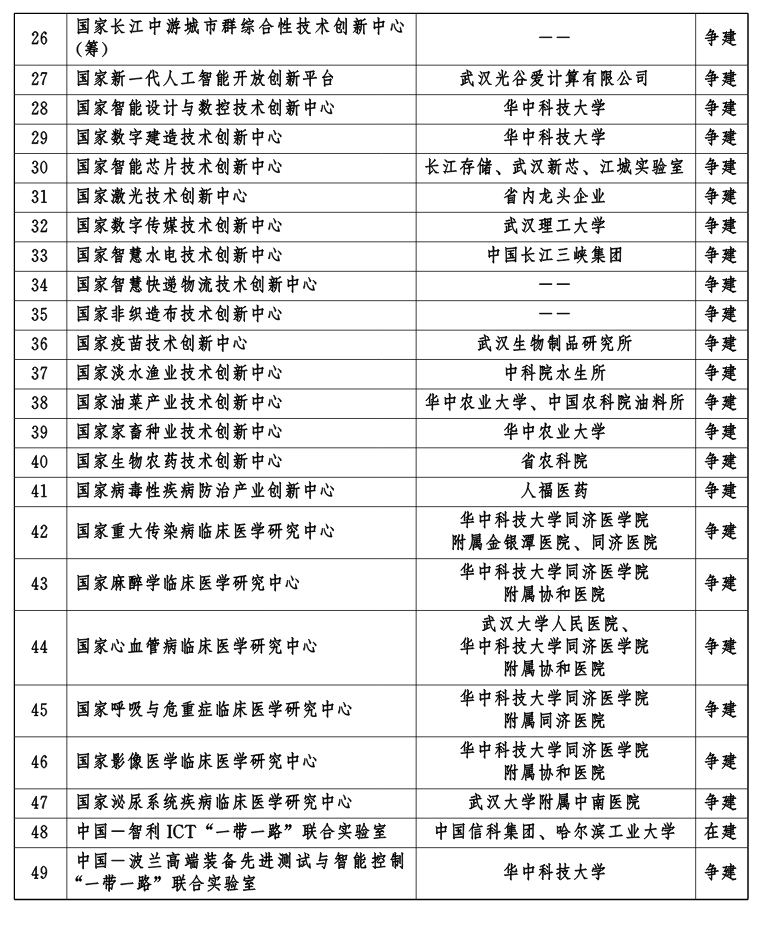 26 国家长江中游城市群综合性技术创新中心 —— 争建
(筹)
27 国家新一代人工智能开放创新平台 武汉光谷爱计算有限公司 争建
28 国家智能设计与数控技术创新中心 华中科技大学 争建
29 国家数字建造技术创新中心 华中科技大学 争建
30 国家智能芯片技术创新中心 长江存储、武汉新芯、江城实验室 争建
31 国家激光技术创新中心 省内龙头企业 争建
32 国家数字传媒技术创新中心 武汉理工大学 争建
33 国家智慧水电技术创新中心 中国长江三峡集团 争建
34 国家智慧快递物流技术创新中心 —— 争建
35 国家非织造布技术创新中心 —— 争建
36 国家疫苗技术创新中心 武汉生物制品研究所 争建
37 国家淡水渔业技术创新中心 中科院水生所 争建
38 国家油菜产业技术创新中心 华中农业大学、中国农科院油料所 争建
39 国家家畜种业技术创新中心 华中农业大学 争建
40 国家生物农药技术创新中心 省农科院 争建
41 国家病毒性疾病防治产业创新中心 人福医药 争建
42 国家重大传染病临床医学研究中心 华中科技大学同济医学院 争建
附属金银潭医院、同济医院
43 国家麻醉学临床医学研究中心 华中科技大学同济医学院 争建
附属协和医院
44 国家心血管病临床医学研究中心 武汉大学人民医院、 争建
华中科技大学同济医学院
附属协和医院
45 国家呼吸与危重症临床医学研究中心 华中科技大学同济医学院 争建
附属同济医院
46 国家影像医学临床医学研究中心 华中科技大学同济医学院 争建
附属协和医院
47 国家泌尿系统疾病临床医学研究中心 武汉大学附属中南医院 争建
48 中国—智利 ICT“一带一路”联合实验室 中国信科集团、哈尔滨工业大学 在建
49 中国—波兰高端装备先进测试与智能控制 华中科技大学 争建
“一带一路”联合实验室